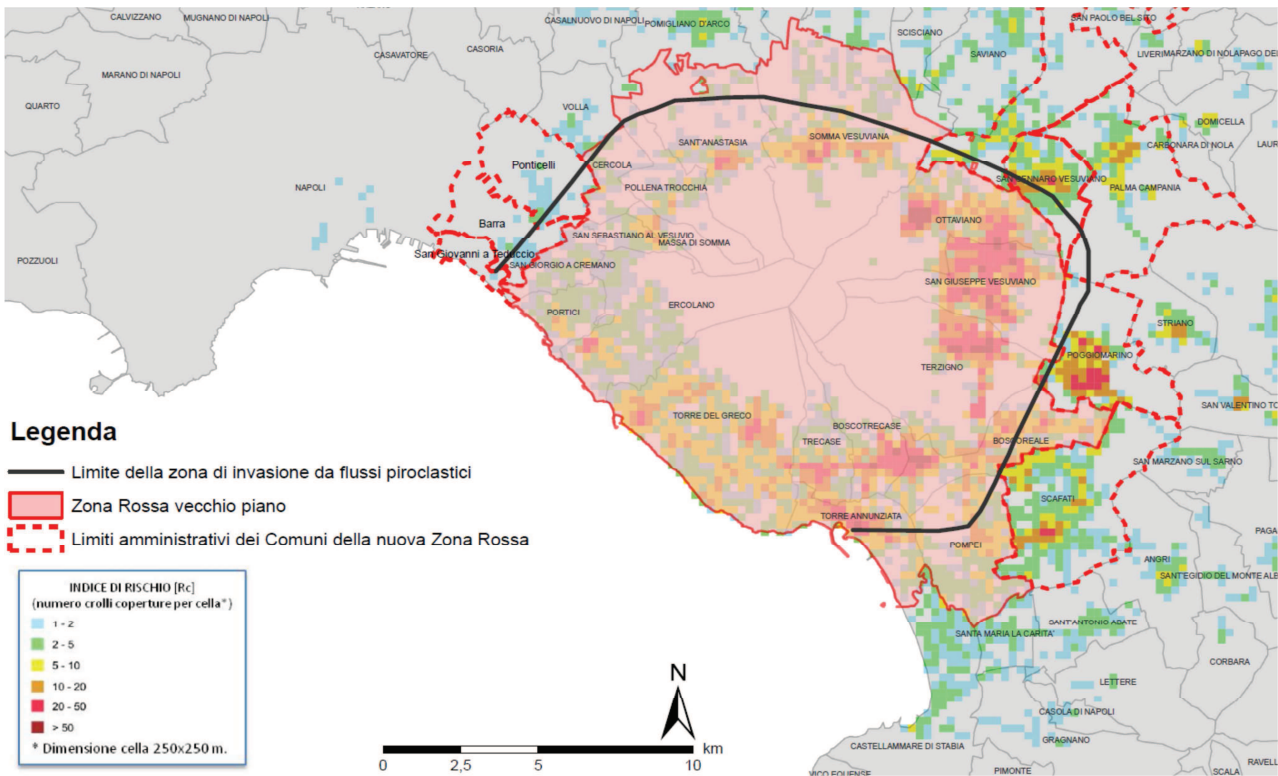 CALVIZZANO
MUGNANO DI NAPOLI
CASALNUOVO DI NAPOLI
POMIGLIANO D'ARCO
SAN PAOLO BEL SITO
SCISCIANO
CASORIA
CASAVATORE
SAVIANO
LIVERI
MARZANO DI NOLA
PAGO DEL
MARANO DI NAPOLI
QUARTO
VOLLA
DOMICELLA
SANT'ANASTASIA
SOMMA VESUVIANA
CARBONARA DI NOLA
LAUR
Ponticelli
CERCOLA
SAN GENNARO VESUVIANO
NAPOLI
POLLENA TROCCHIA
PALMA CAMPANIA
Barra
OTTAVIANO
SAN SEBASTIANO AL VESUVIO
MASSA DI SOMMA
San Giovanni a Teduccio
POZZUOLI
SAN GIORGIO A CREMANO
SAN GIUSEPPE VESUVIANO
ERCOLANO
PORTICI
STRIANO
POGGIOMARINO
TERZIGNO
SAN VALENTINO TO
TORRE DEL GRECO
BOSCOTRECASE
TRECASE
BOSCOREALE
SAN MARZANO SUL SARNO
SCAFATI
TORRE ANNUNZIATA
PAGA
POMPEI
ANGRI
SANT'EGIDIO DEL MONTE ALB
SANT'ANTONIO ABATE
SANTA MARIA LA CARITA'
CORBARA
LETTERE
CASOLA DI NAPOLI
GRAGNANO
CASTELLAMMARE DI STABIA
RAVELL
PIMONTE
SCALA
VICO EQUENSE
Legenda
Limite della zona di invasione da flussi piroclastici
Zona Rossa vecchio piano
Limiti amministrativi dei Comuni della nuova Zona Rossa
INDICE DI RISCHIO [Rc]
(numero crolli coperture per cella*)
1 - 2
2 - 5
5 - 10
10 - 20
20 - 50
> 50
* Dimensione cella 250x250 m.
N
km
0 2,5 5 10